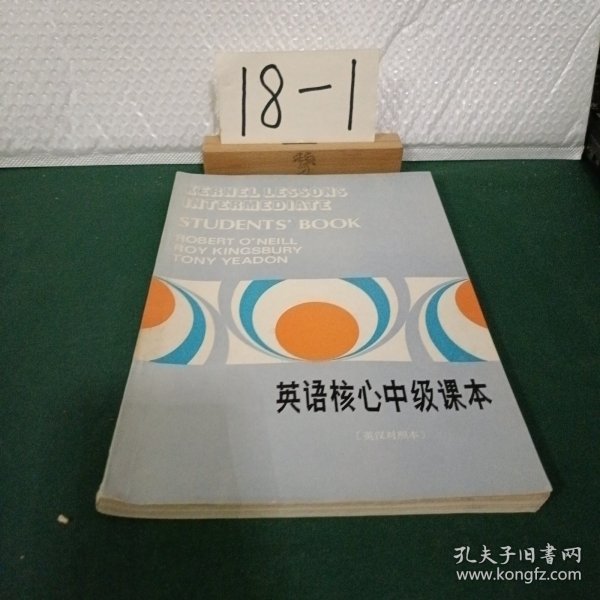 18-1
KERNEL LESSONS
INTERMEDIATE
STUDENTS' BOOK
ROBERT O'NEILL
ROY KINGSBURY
TONY YEADON
英语核心中级课本
〔英汉对照本〕
孔夫子旧书网
www.kongfz.com